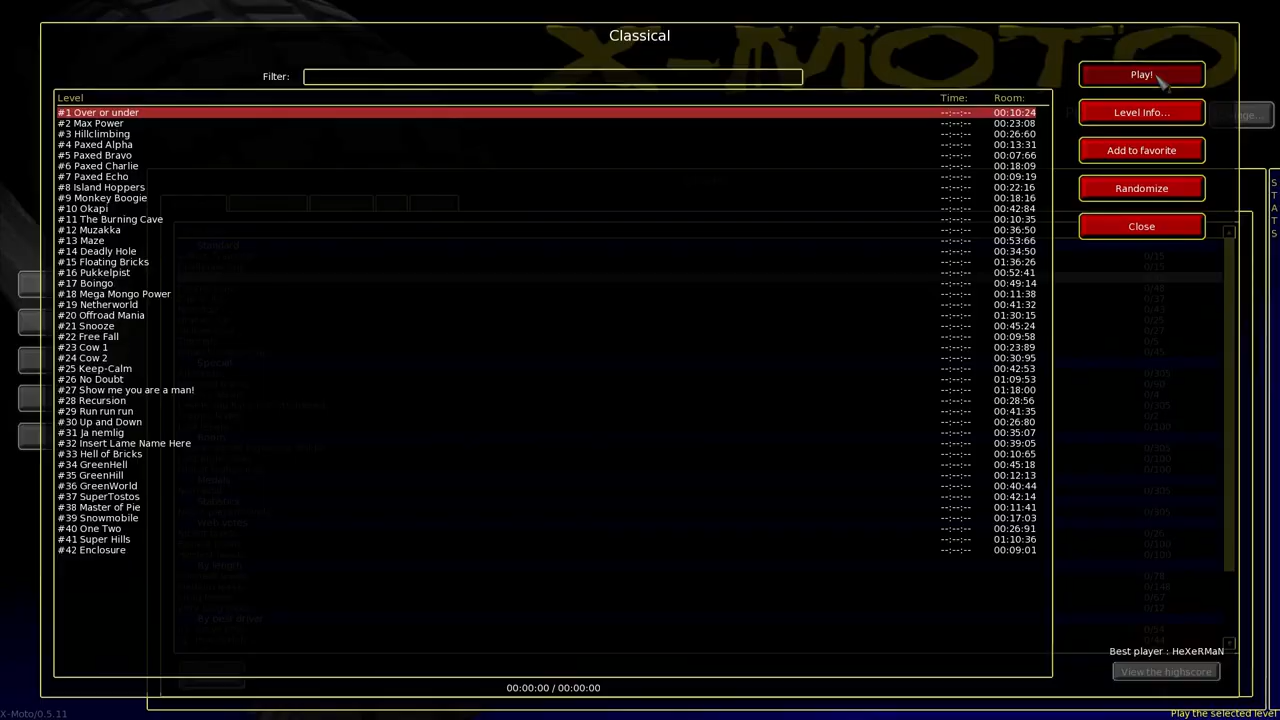 X-MOTO
Classical
Filter:
Play!
Level Time: Room:
#1 Over or under --:--:-- 00:10:24
#2 Max Power --:--:-- 00:23:08
#3 Hillclimbing --:--:-- 00:26:60
#4 Paxed Alpha --:--:-- 00:13:31
#5 Paxed Bravo --:--:-- 00:07:66
#6 Paxed Charlie --:--:-- 00:18:09
#7 Paxed Echo --:--:-- 00:09:19
#8 Island Hoppers --:--:-- 00:22:16
#9 Monkey Boogie --:--:-- 00:18:16
#10 Okapi --:--:-- 00:42:84
#11 The Burning Cave --:--:-- 00:10:35
#12 Muzakka --:--:-- 00:36:50
#13 Maze --:--:-- 00:53:66
#14 Deadly Hole --:--:-- 00:34:50
#15 Floating Bricks --:--:-- 01:36:26
#16 Pukkelpist --:--:-- 00:52:41
#17 Boingo --:--:-- 00:49:14
#18 Mega Mongo Power --:--:-- 00:11:38
#19 Netherworld --:--:-- 00:41:32
#20 Offroad Mania --:--:-- 01:30:15
#21 Snooze --:--:-- 00:45:24
#22 Free Fall --:--:-- 00:09:58
#23 Cow 1 --:--:-- 00:23:89
#24 Cow 2 --:--:-- 00:30:95
#25 Keep-Calm --:--:-- 00:42:53
#26 No Doubt --:--:-- 01:09:53
#27 Show me you are a man! --:--:-- 01:18:00
#28 Recursion --:--:-- 00:28:56
#29 Run run run --:--:-- 00:41:35
#30 Up and Down --:--:-- 00:26:80
#31 Ja nemlig --:--:-- 00:35:07
#32 Insert Lame Name Here --:--:-- 00:39:05
#33 Hell of Bricks --:--:-- 00:10:65
#34 GreenHell --:--:-- 00:45:18
#35 GreenHill --:--:-- 00:12:13
#36 GreenWorld --:--:-- 00:40:44
#37 SuperTostos --:--:-- 00:42:14
#38 Master of Pie --:--:-- 00:11:41
#39 Snowmobile --:--:-- 00:17:03
#40 One Two --:--:-- 00:26:91
#41 Super Hills --:--:-- 01:10:36
#42 Enclosure --:--:-- 00:09:01
Level Info...
Add to favorite
Randomize
Close
STATS
Standard
Special
Medals
Statistics
Web votes
By length
By best driver
Best player : HeXeRMaN
View the highscore
00:00:00 / 00:00:00
X-Moto/0.5.11
Play the selected level